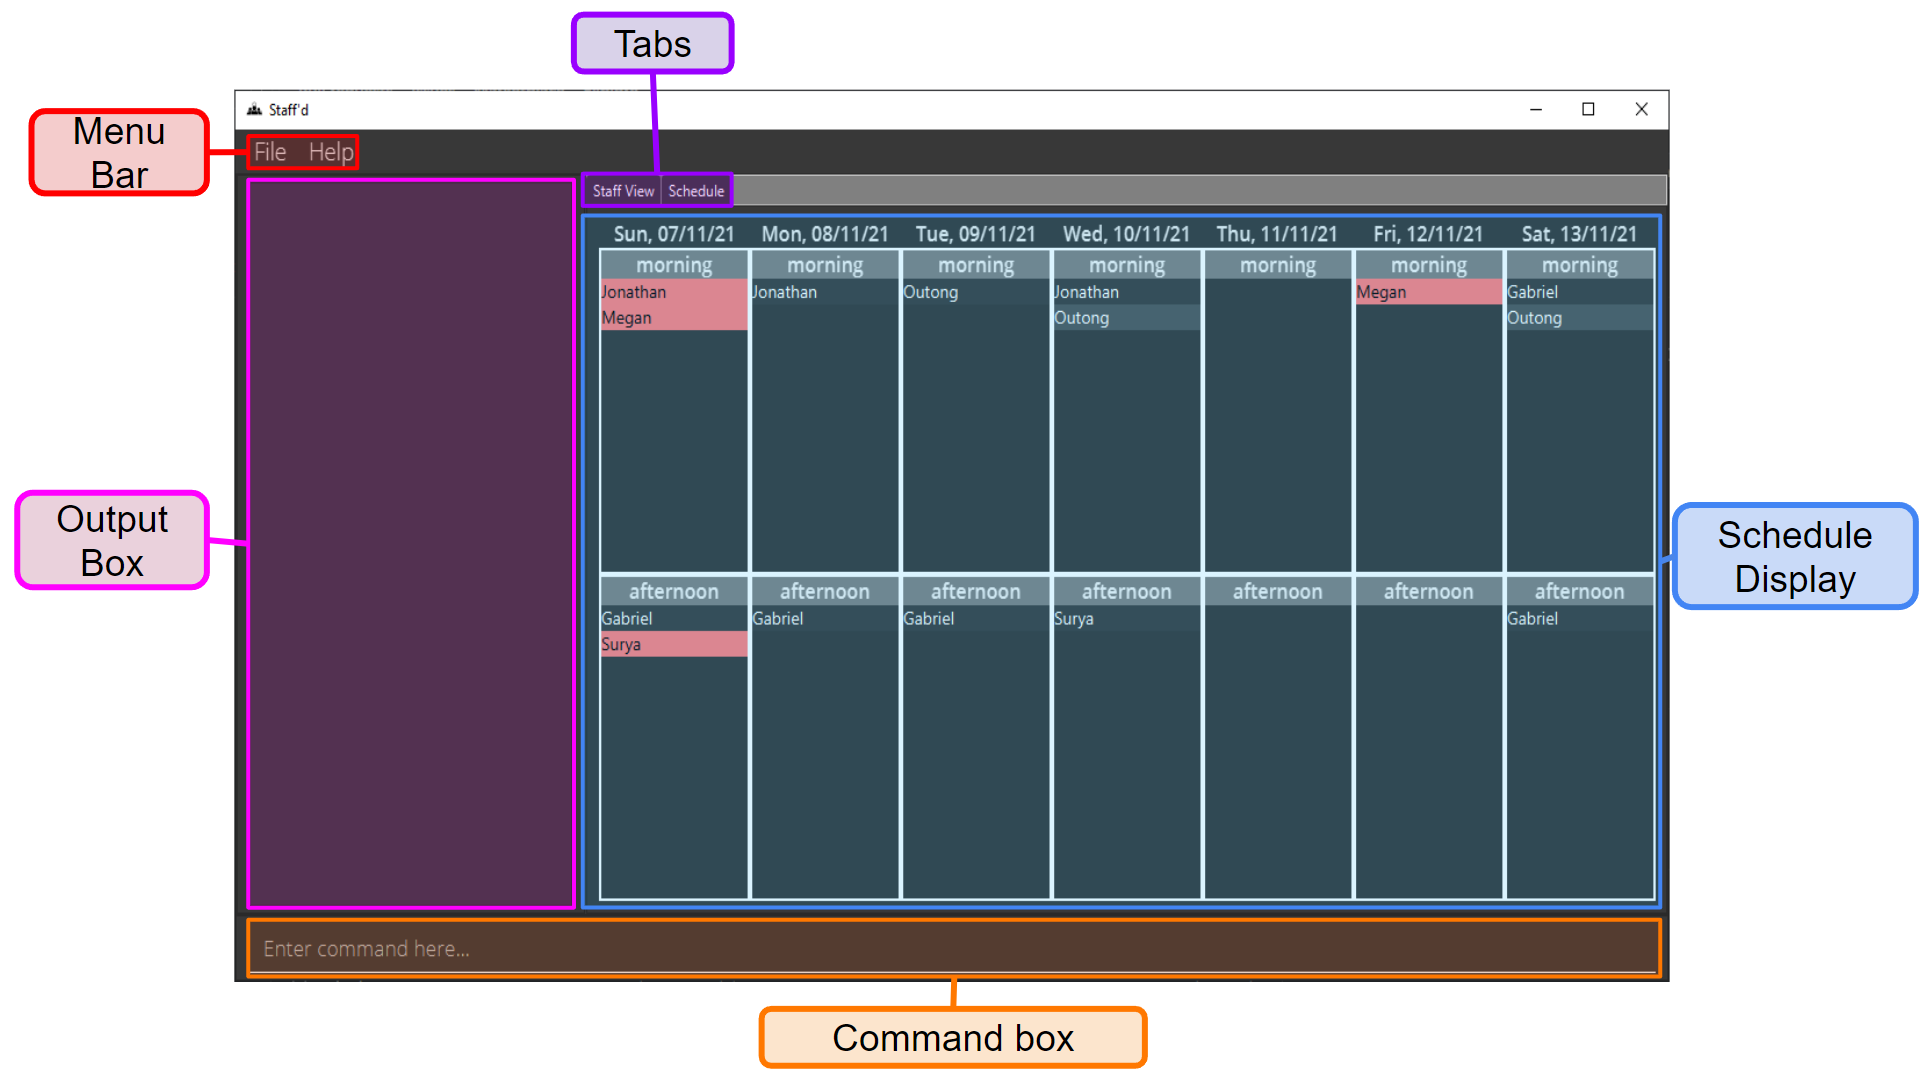 Tabs
Staff'd
Menu
Bar
File Help
Staff View Schedule
Sun, 07/11/21 Mon, 08/11/21 Tue, 09/11/21 Wed, 10/11/21 Thu, 11/11/21 Fri, 12/11/21 Sat, 13/11/21
morning morning morning morning morning morning morning
Jonathan Jonathan Outong Jonathan Megan Gabriel
Megan Outong Outong
Output
Box
Schedule
Display
afternoon afternoon afternoon afternoon afternoon afternoon afternoon
Gabriel Gabriel Gabriel Surya Gabriel
Surya
Enter command here...
Command box